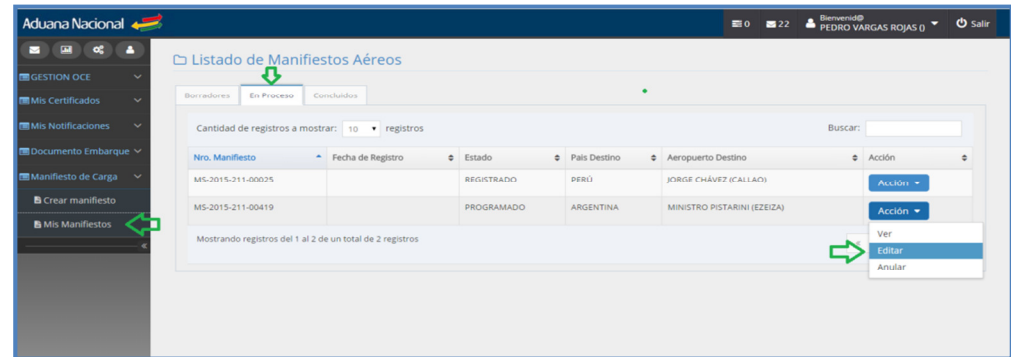 Aduana Nacional
0
22
Bienvenid@
PEDRO VARGAS ROJAS ()
Salir
GESTION OCE
Mis Certificados
Mis Notificaciones
Documento Embarque
Manifiesto de Carga
Crear manifiesto
Mis Manifiestos
Listado de Manifiestos Aéreos
Borradores En Proceso Concluidos
Cantidad de registros a mostrar: 10 registros
Buscar:
Nro. Manifiesto Fecha de Registro Estado Pais Destino Aeropuerto Destino Acción
MS-2015-211-00025 REGISTRADO PERÚ JORGE CHÁVEZ (CALLAO) Acción
MS-2015-211-00419 PROGRAMADO ARGENTINA MINISTRO PISTARINI (EZEIZA) Acción
Mostrando registros del 1 al 2 de un total de 2 registros
Ver
Editar
Anular